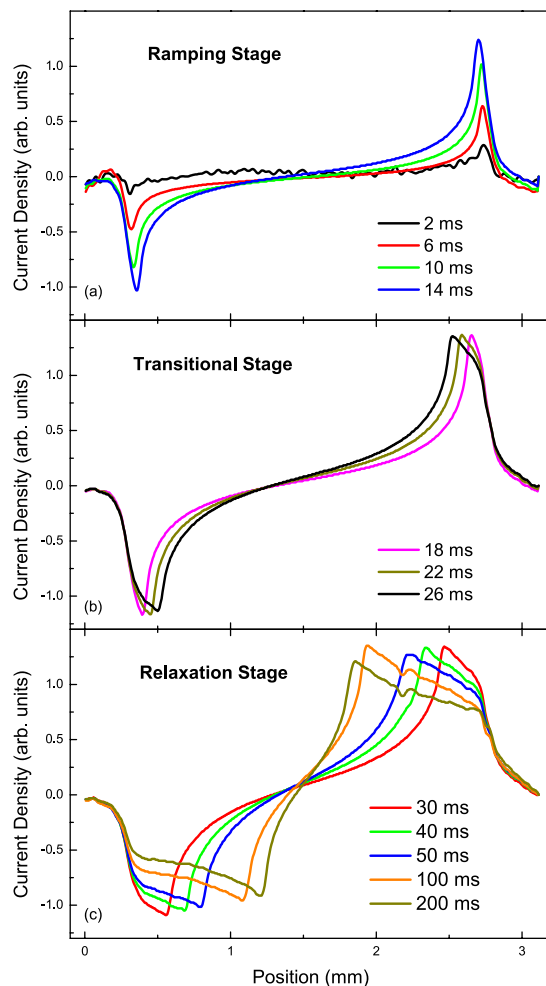 Ramping Stage
Current Density (arb. units)
1.0
0.5
0.0
-0.5
-1.0
2 ms
6 ms
10 ms
14 ms
(a)
Transitional Stage
Current Density (arb. units)
1.0
0.5
0.0
-0.5
-1.0
18 ms
22 ms
26 ms
(b)
Relaxation Stage
Current Density (arb. units)
1.0
0.5
0.0
-0.5
-1.0
30 ms
40 ms
50 ms
100 ms
200 ms
(c)
0 1 2 3
Position (mm)